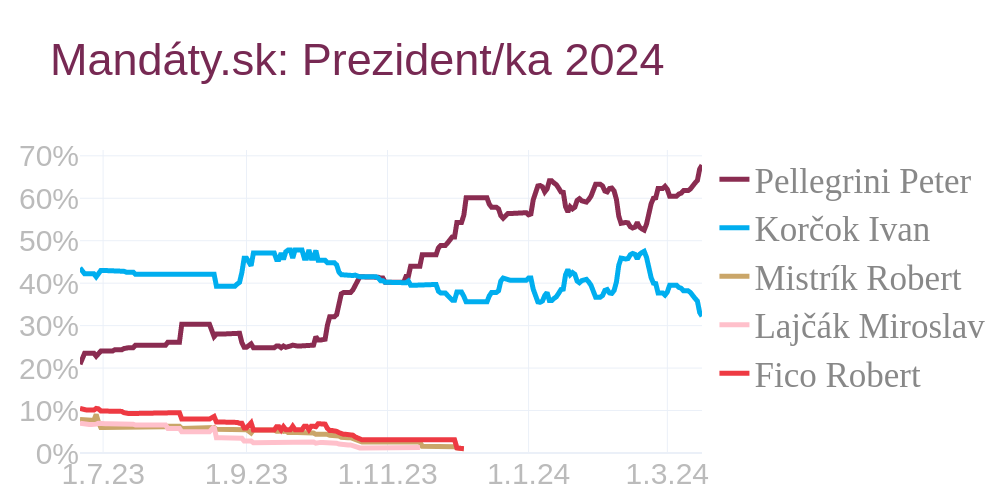 Mandáty.sk: Prezident/ka 2024
70%
60%
50%
40%
30%
20%
10%
0%
1.7.23 1.9.23 1.11.23 1.1.24 1.3.24
Pellegrini Peter
Korčok Ivan
Mistrík Robert
Lajčák Miroslav
Fico Robert